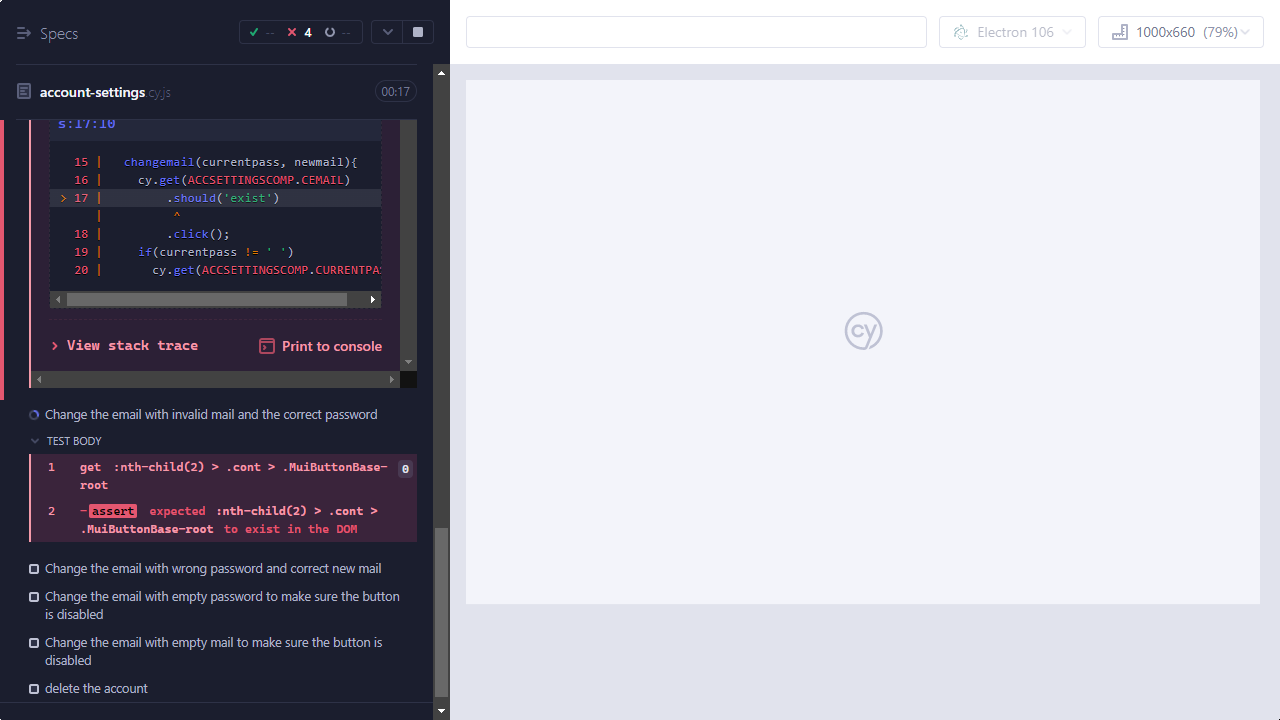 Specs
-- 4 --
Electron 106
1000x660 (79%)
account-settings.cy.js
00:17
s:17:10
15 | changemail(currentpass, newmail){
16 | cy.get(ACCSETTINGSCOMP.CEMAIL)
> 17 | .should('exist')
| ^
18 | .click();
19 | if(currentpass != ' ')
20 | cy.get(ACCSETTINGSCOMP.CURRENTPAS
> View stack trace
Print to console
cy
Change the email with invalid mail and the correct password
TEST BODY
1 get :nth-child(2) > .cont > .MuiButtonBase-
root
0
2 -assert expected :nth-child(2) > .cont >
.MuiButtonBase-root to exist in the DOM
Change the email with wrong password and correct new mail
Change the email with empty password to make sure the button
is disabled
Change the email with empty mail to make sure the button is
disabled
delete the account